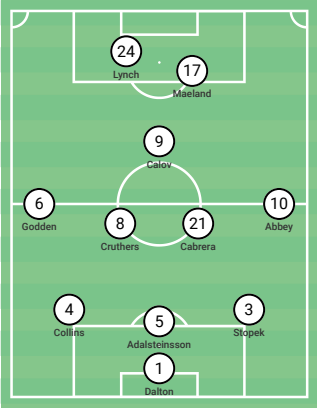 24
Lynch
17
Maeland
9
Calov
6
Godden
8
Cruthers
21
Cabrera
10
Abbey
4
Collins
5
Adalsteinsson
3
Stopek
1
Dalton